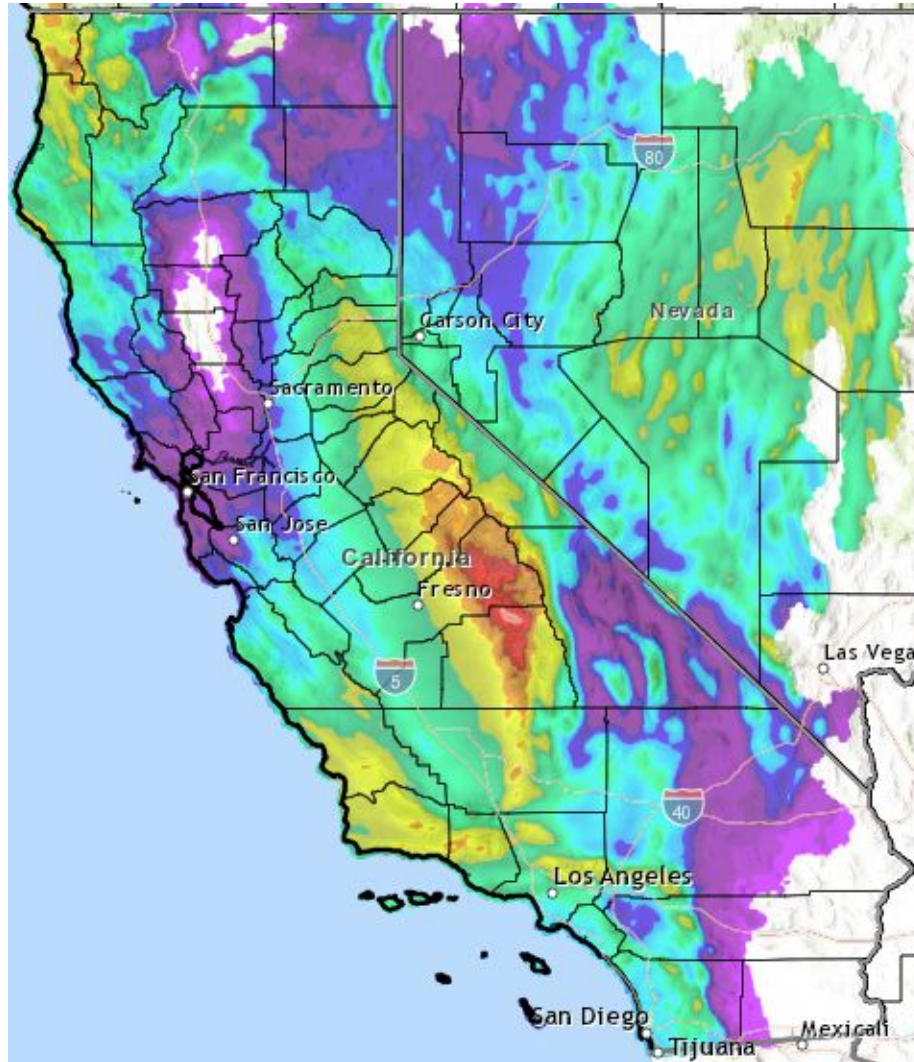 80
Nevada
Carson City
Sacramento
San Francisco
San Jose
California
Fresno
5
Las Vega
40
Los Angeles
San Diego
Mexicali
Tijuana